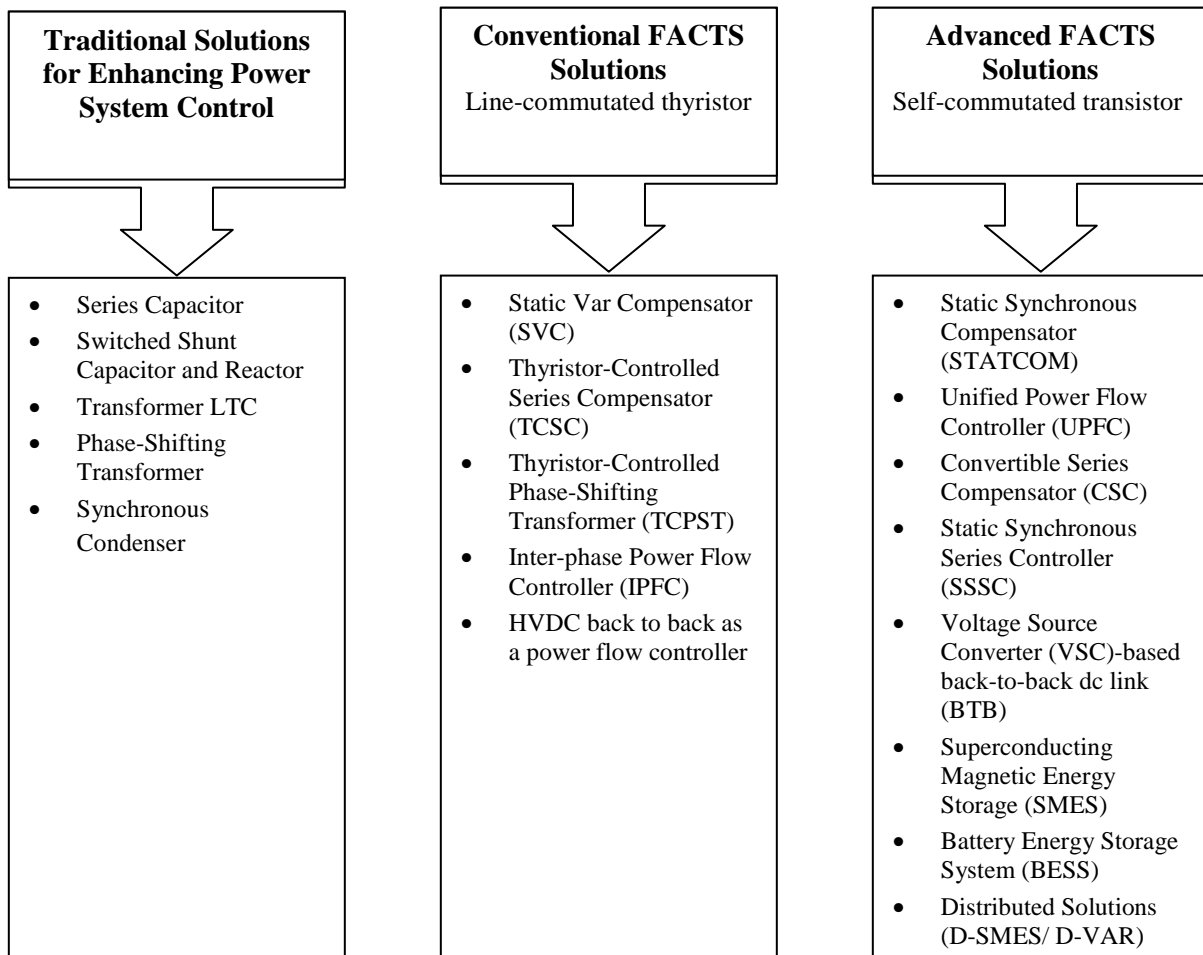 Traditional Solutions
for Enhancing Power
System Control
Series Capacitor
Switched Shunt
Capacitor and Reactor
Transformer LTC
Phase-Shifting
Transformer
Synchronous
Condenser
Conventional FACTS
Solutions
Line-commutated thyristor
Static Var Compensator
(SVC)
Thyristor-Controlled
Series Compensator
(TCSC)
Thyristor-Controlled
Phase-Shifting
Transformer (TCPST)
Inter-phase Power Flow
Controller (IPFC)
HVDC back to back as
a power flow controller
Advanced FACTS
Solutions
Self-commutated transistor
Static Synchronous
Compensator
(STATCOM)
Unified Power Flow
Controller (UPFC)
Convertible Series
Compensator (CSC)
Static Synchronous
Series Controller
(SSSC)
Voltage Source
Converter (VSC)-based
back-to-back dc link
(BTB)
Superconducting
Magnetic Energy
Storage (SMES)
Battery Energy Storage
System (BESS)
Distributed Solutions
(D-SMES/ D-VAR)